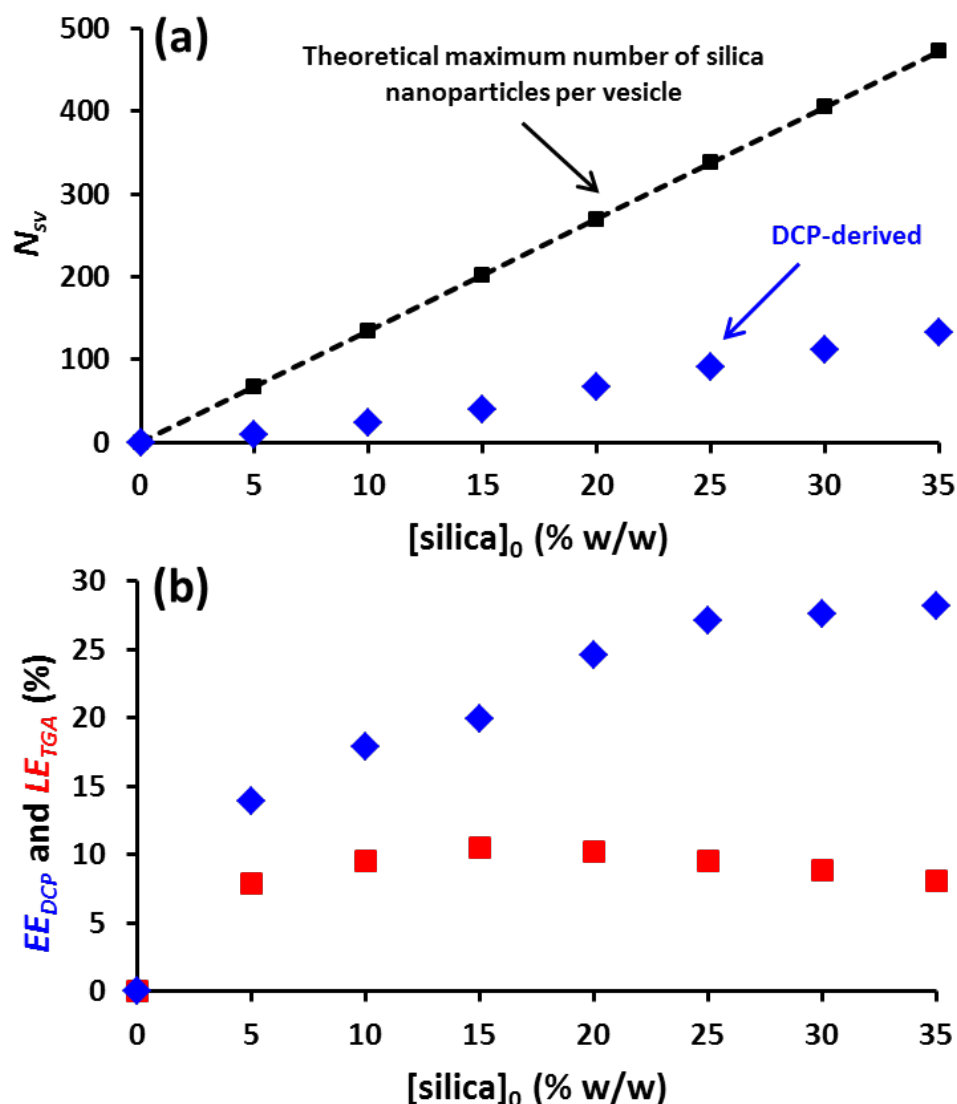 (a)
500
400
300
200
100
0
N_sv
Theoretical maximum number of silica
nanoparticles per vesicle
DCP-derived
0 5 10 15 20 25 30 35
[silica]₀ (% w/w)
(b)
30
25
20
15
10
5
0
EE_DCP and LE_TGA (%)
0 5 10 15 20 25 30 35
[silica]₀ (% w/w)